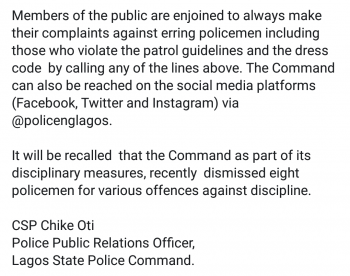 Members of the public are enjoined to always make
their complaints against erring policemen including
those who violate the patrol guidelines and the dress
code  by calling any of the lines above. The Command
can also be reached on the social media platforms
(Facebook, Twitter and Instagram) via
@policenglagos.

It will be recalled  that the Command as part of its
disciplinary measures, recently  dismissed eight
policemen for various offences against discipline.

CSP Chike Oti
Police Public Relations Officer,
Lagos State Police Command.